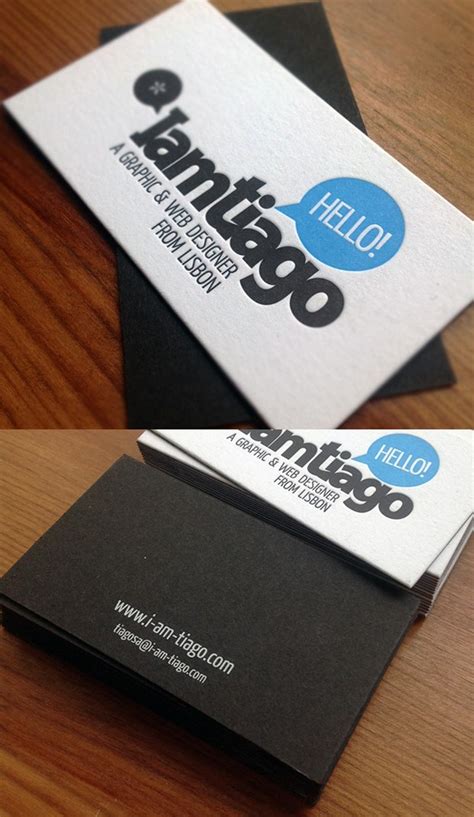 *
HELLO!
Iamtiago
A GRAPHIC & WEB DESIGNER
FROM LISBON
HELLO!
Iamtiago
A GRAPHIC & WEB DESIGNER
FROM LISBON
www.i-am-tiago.com
tiagosa@i-am-tiago.com